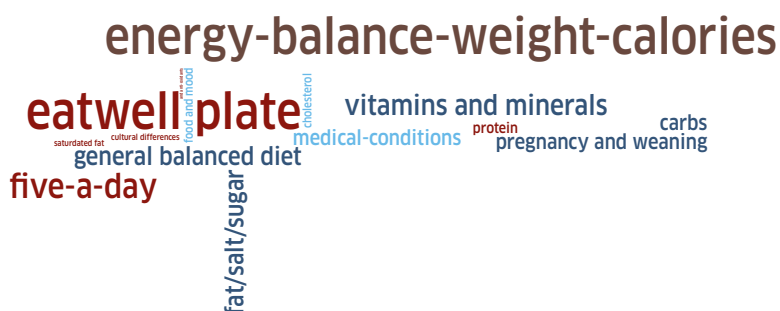 energy-balance-weight-calories
eatwell plate
food and mood
cholesterol
vitamins and minerals
carbs
protein
cultural differences
medical-conditions
pregnancy and weaning
saturdated fat
general balanced diet
five-a-day
fat/salt/sugar